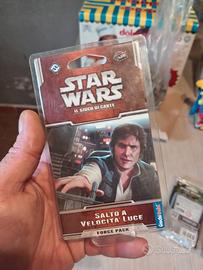 STAR
WARS
IL GIOCO DI CARTE
SALTO A
VELOCITÀ LUCE
FORCE PACK